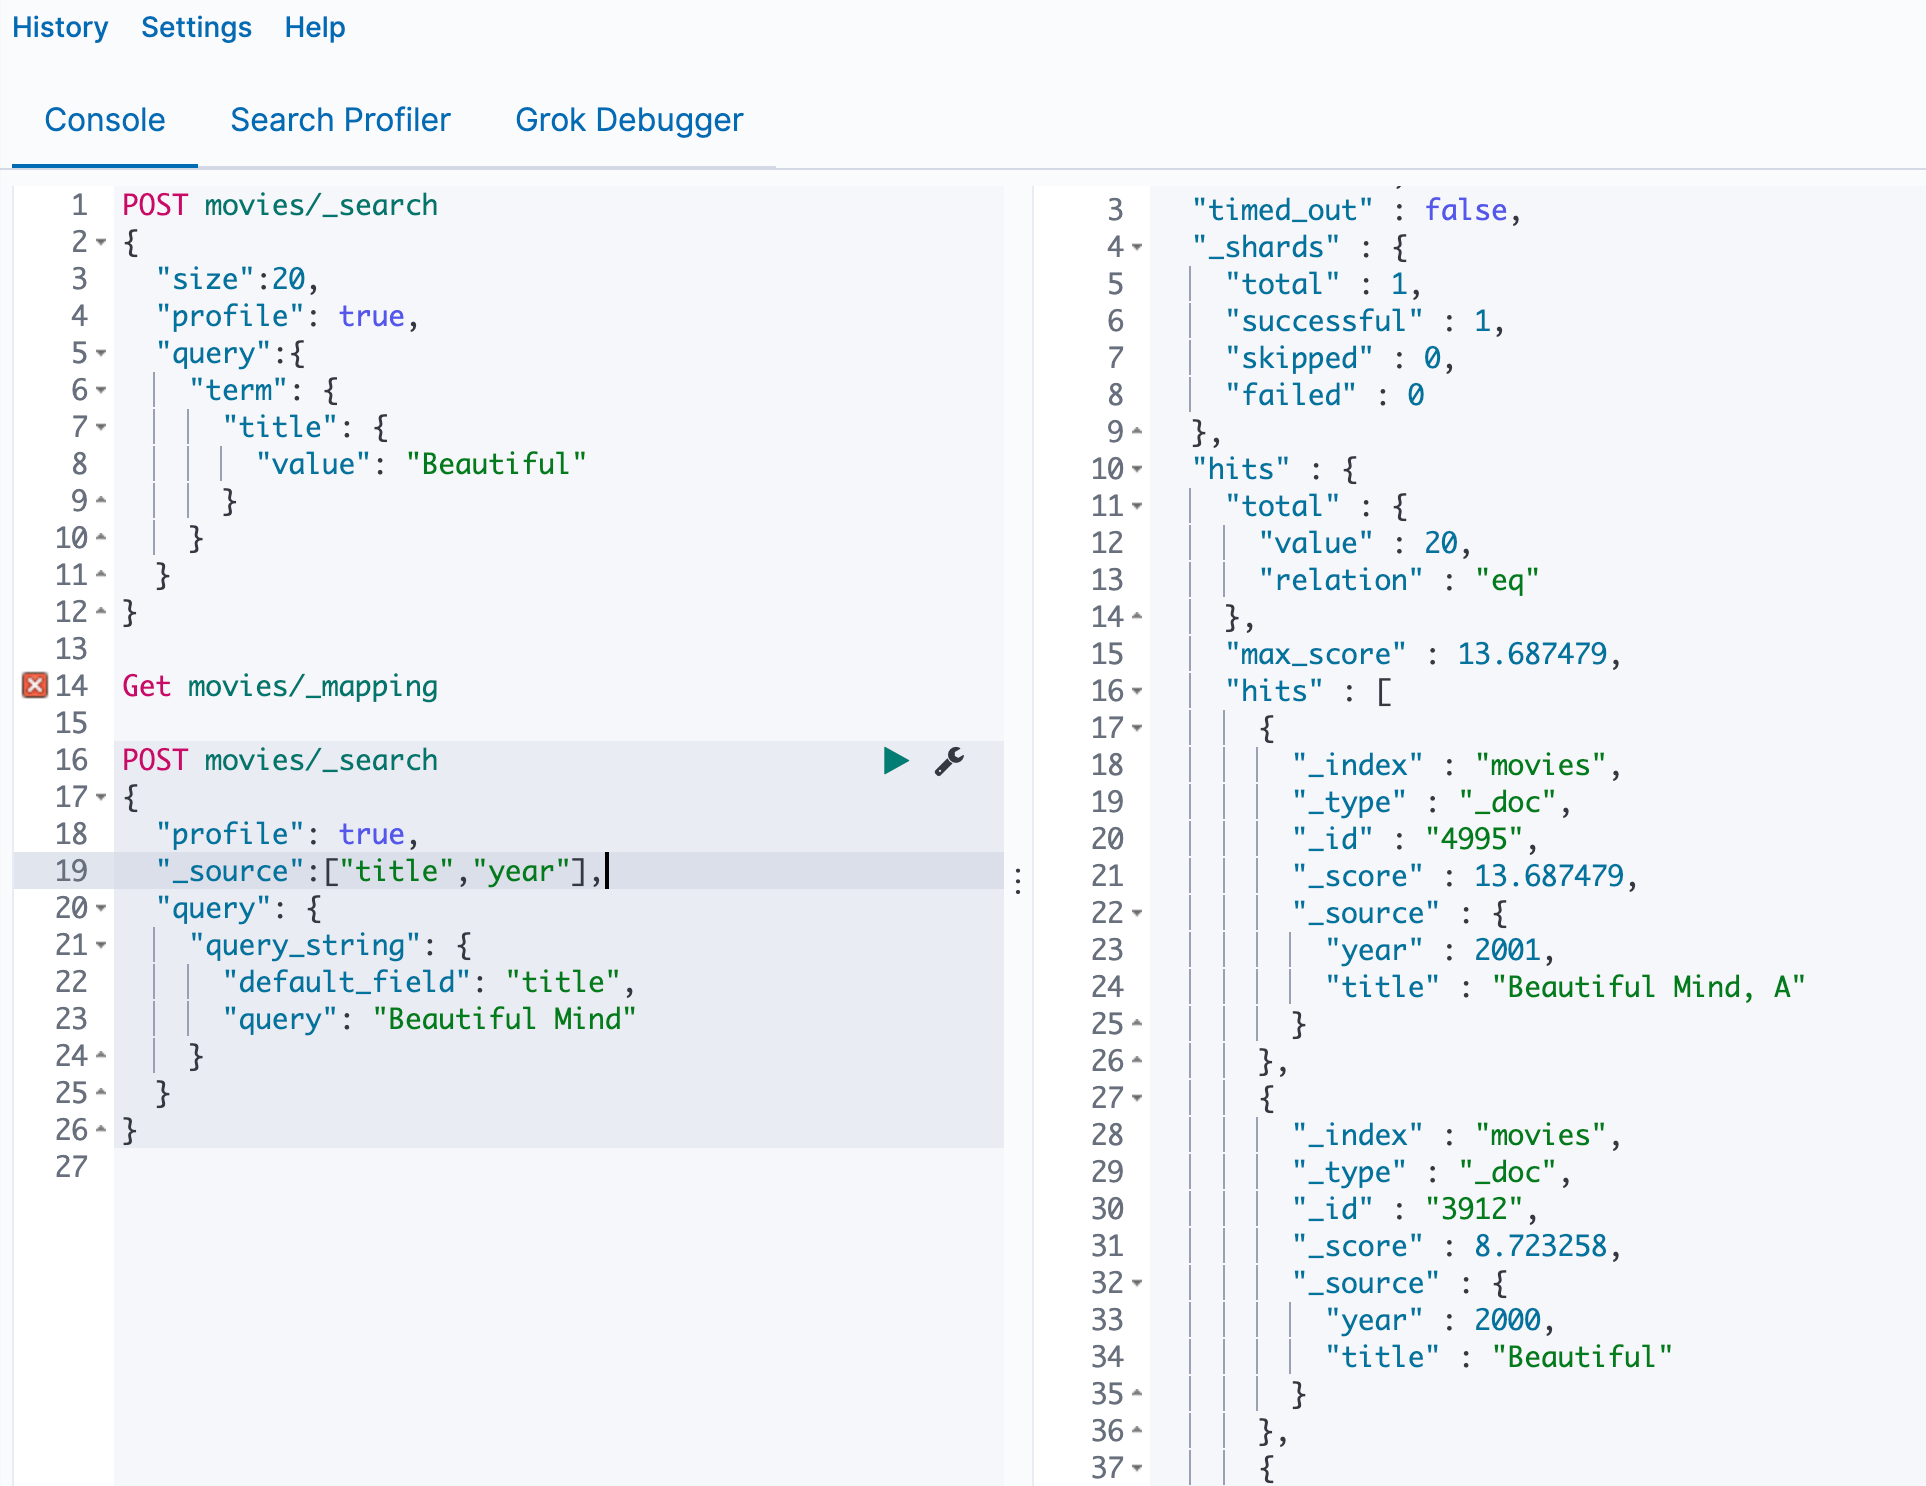 History Settings Help
Console Search Profiler Grok Debugger
1 POST movies/_search
2 {
3 "size":20,
4 "profile": true,
5 "query":{
6 "term": {
7 "title": {
8 "value": "Beautiful"
9 }
10 }
11 }
12 }
13
14 Get movies/_mapping
15
16 POST movies/_search
17 {
18 "profile": true,
19 "_source":["title","year"],
20 "query": {
21 "query_string": {
22 "default_field": "title",
23 "query": "Beautiful Mind"
24 }
25 }
26 }
27
3 "timed_out" : false,
4 "_shards" : {
5 "total" : 1,
6 "successful" : 1,
7 "skipped" : 0,
8 "failed" : 0
9 },
10 "hits" : {
11 "total" : {
12 "value" : 20,
13 "relation" : "eq"
14 },
15 "max_score" : 13.687479,
16 "hits" : [
17 {
18 "_index" : "movies",
19 "_type" : "_doc",
20 "_id" : "4995",
21 "_score" : 13.687479,
22 "_source" : {
23 "year" : 2001,
24 "title" : "Beautiful Mind, A"
25 }
26 },
27 {
28 "_index" : "movies",
29 "_type" : "_doc",
30 "_id" : "3912",
31 "_score" : 8.723258,
32 "_source" : {
33 "year" : 2000,
34 "title" : "Beautiful"
35 }
36 },
37 {